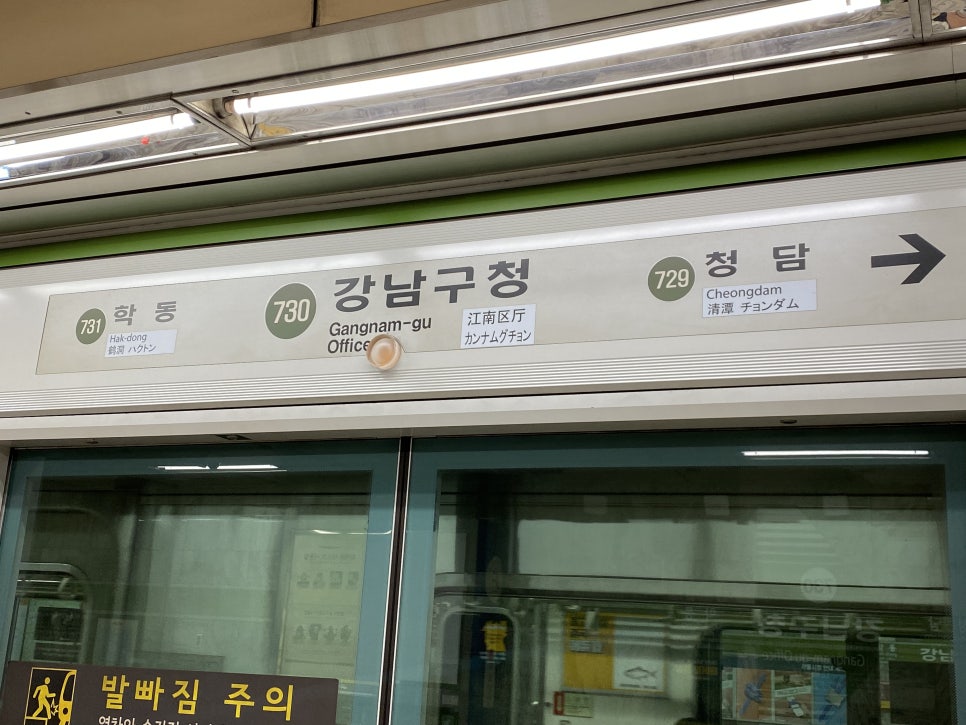 731 학동
Hak-dong
鶴洞 ハクトン
730 강남구청
Gangnam-gu
Office
江南区厅
カンナムグチョン
729 청담
Cheongdam
清潭 チョンダム
발빠짐 주의